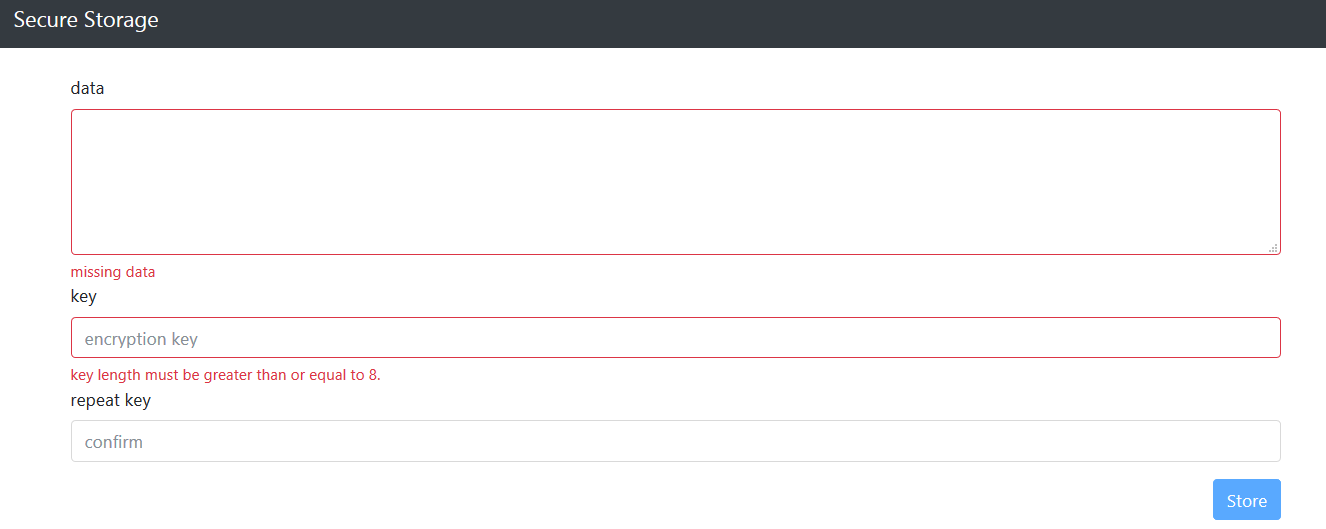 Secure Storage
data
missing data
key
encryption key
key length must be greater than or equal to 8.
repeat key
confirm
Store